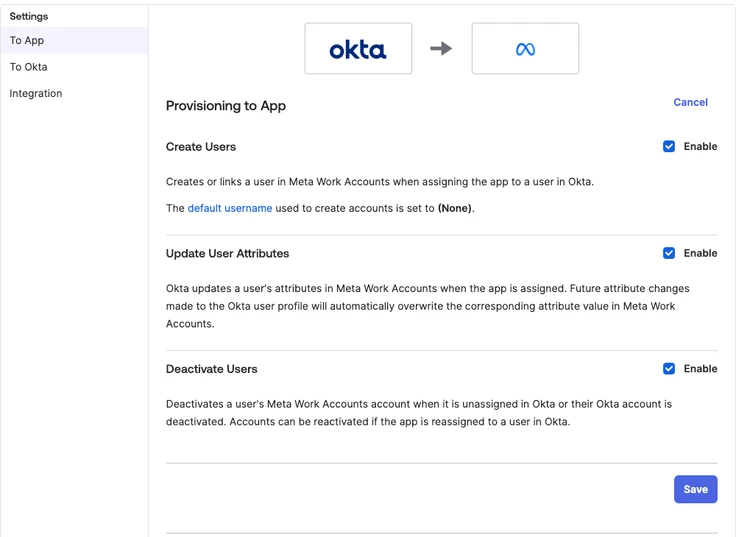 Settings
To App
To Okta
Integration
okta
Provisioning to App
Cancel
Create Users
Enable
Creates or links a user in Meta Work Accounts when assigning the app to a user in Okta.
The default username used to create accounts is set to (None).
Update User Attributes
Enable
Okta updates a user's attributes in Meta Work Accounts when the app is assigned. Future attribute changes
made to the Okta user profile will automatically overwrite the corresponding attribute value in Meta Work
Accounts.
Deactivate Users
Enable
Deactivates a user's Meta Work Accounts account when it is unassigned in Okta or their Okta account is
deactivated. Accounts can be reactivated if the app is reassigned to a user in Okta.
Save